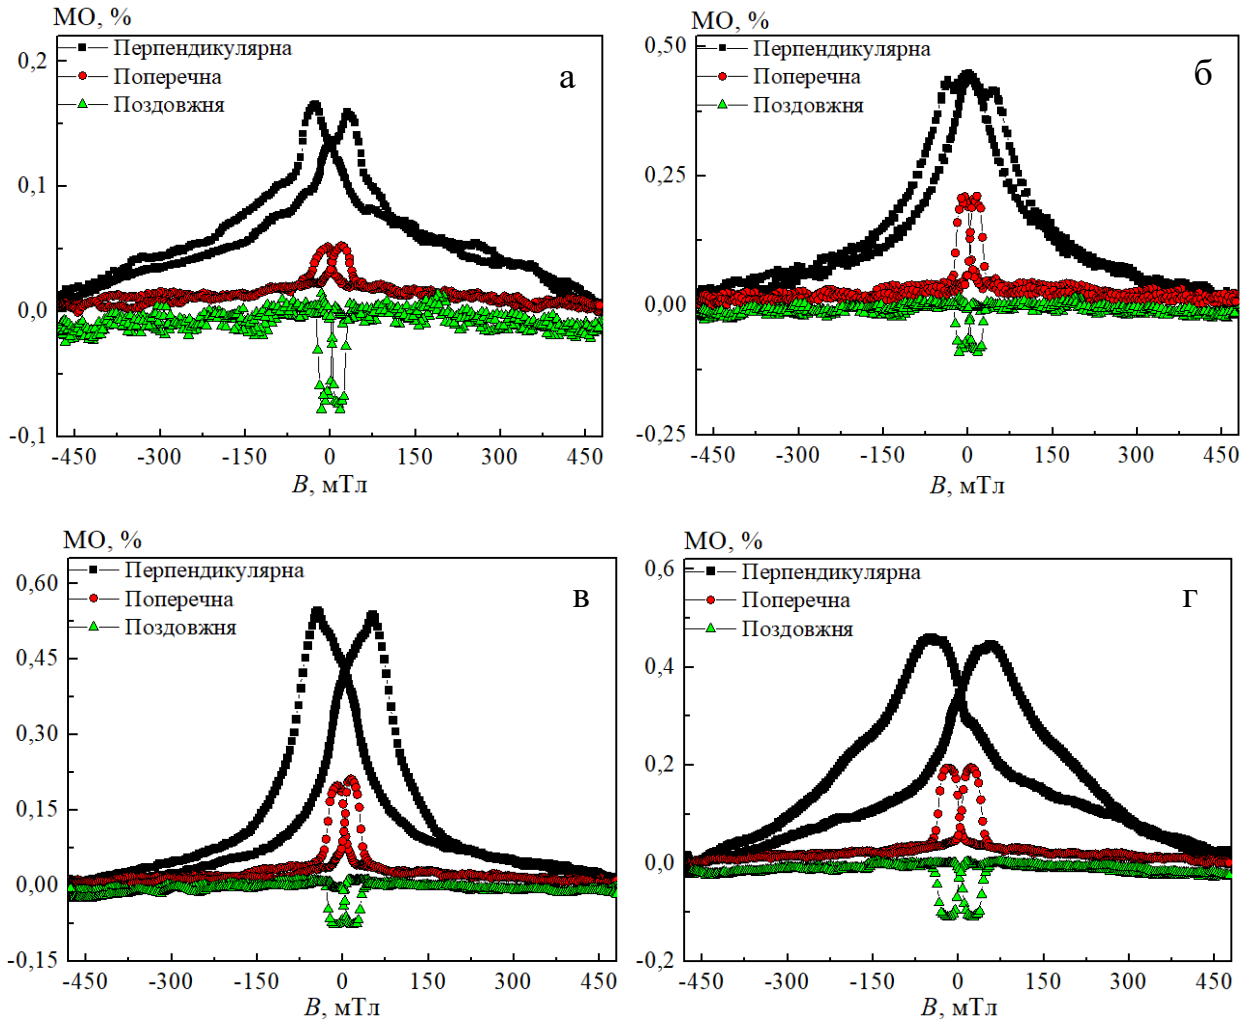 МО, %
Перпендикулярна
Поперечна
Поздовжня
а
0,2
0,1
0,0
-0,1
-450 -300 -150 0 150 300 450
B, мТл
МО, %
Перпендикулярна
Поперечна
Поздовжня
б
0,50
0,25
0,00
-0,25
-450 -300 -150 0 150 300 450
B, мТл
МО, %
Перпендикулярна
Поперечна
Поздовжня
в
0,60
0,45
0,30
0,15
0,00
-0,15
-450 -300 -150 0 150 300 450
B, мТл
МО, %
Перпендикулярна
Поперечна
Поздовжня
г
0,6
0,4
0,2
0,0
-0,2
-450 -300 -150 0 150 300 450
B, мТл